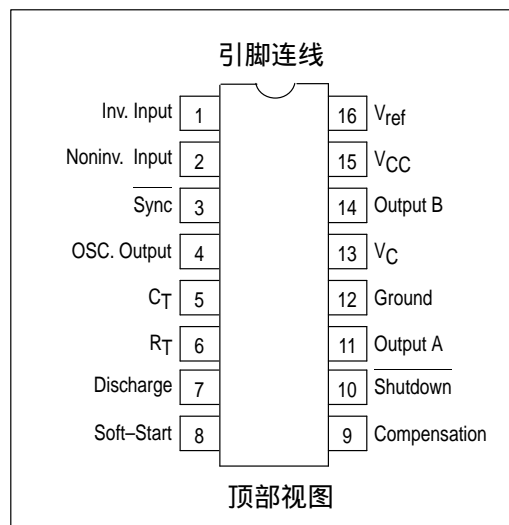 引脚连线
Inv. Input 1
Noninv. Input 2
Sync 3
OSC. Output 4
CT 5
RT 6
Discharge 7
Soft–Start 8
16 Vref
15 VCC
14 Output B
13 VC
12 Ground
11 Output A
10 Shutdown
9 Compensation
顶部视图